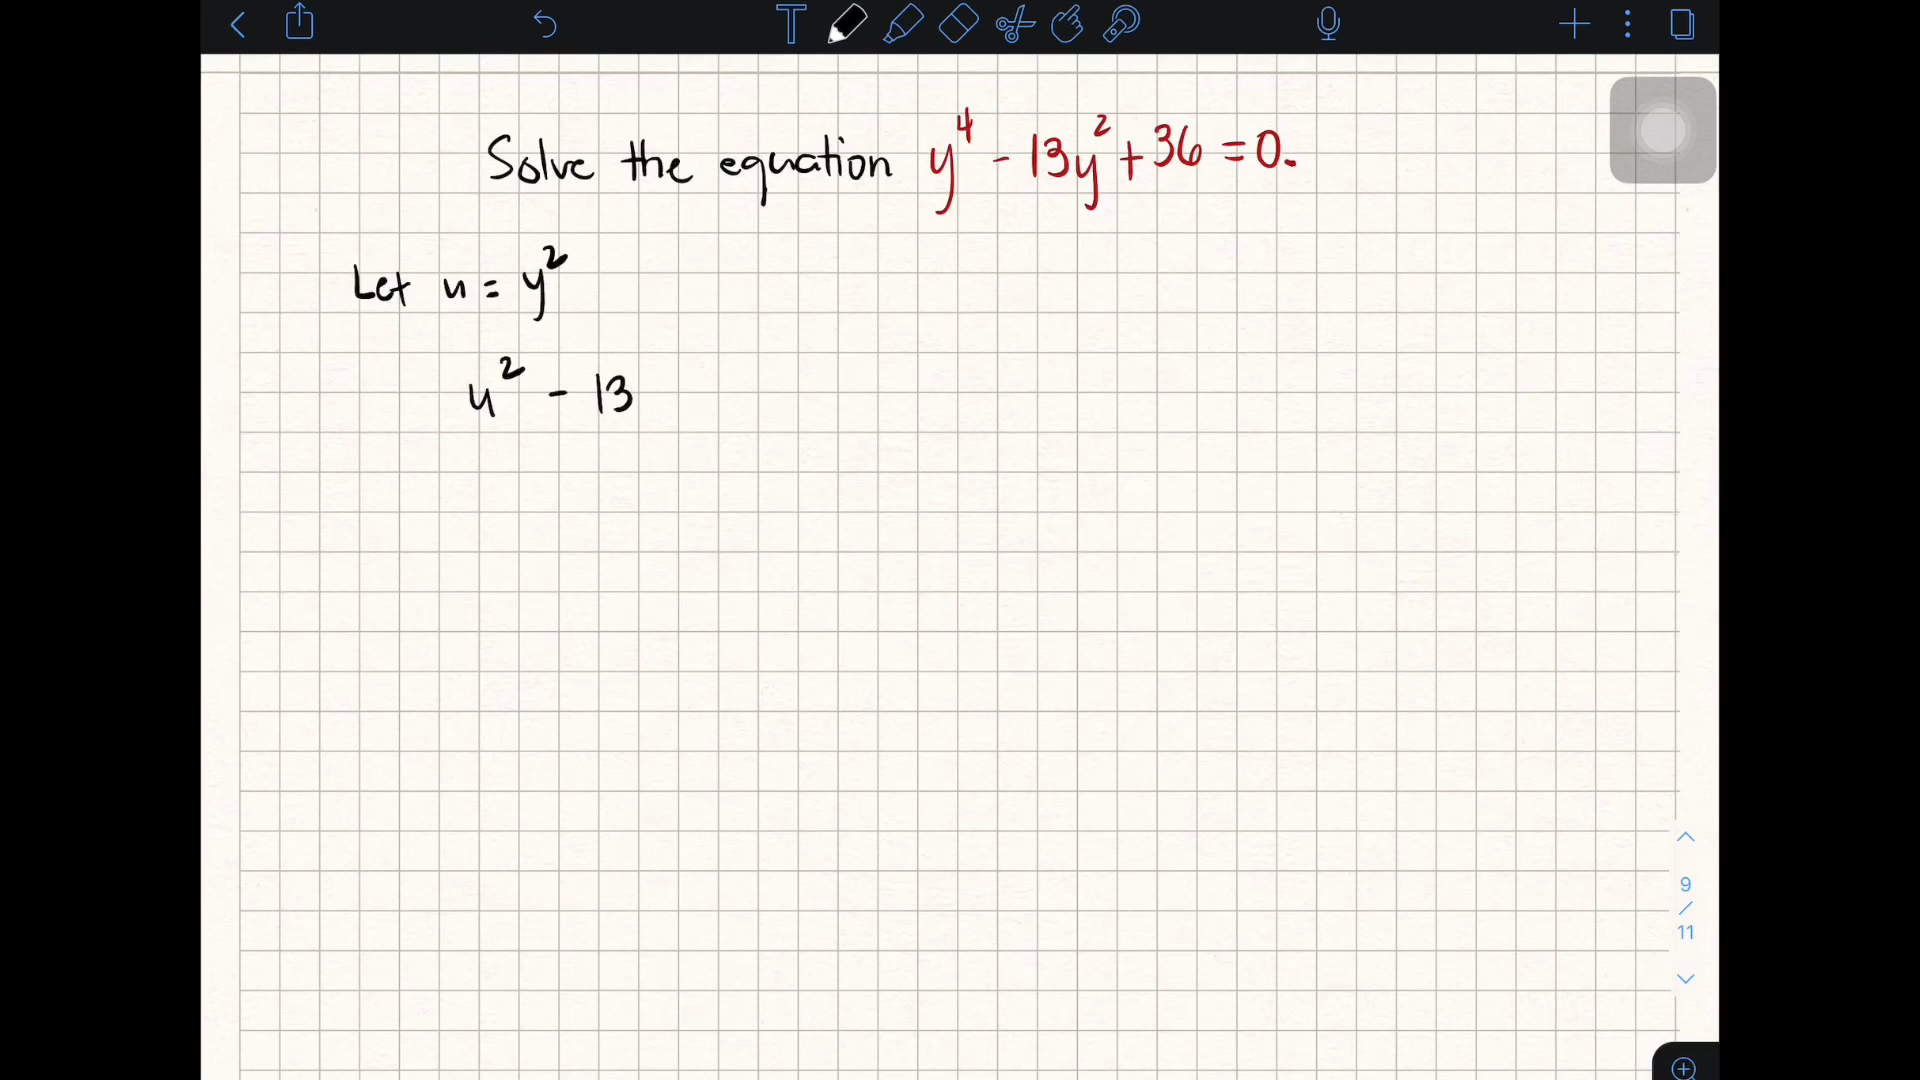 Solve the equation y⁴ - 13y² + 36 = 0.
Let u = y²
u² - 13
9
/
11